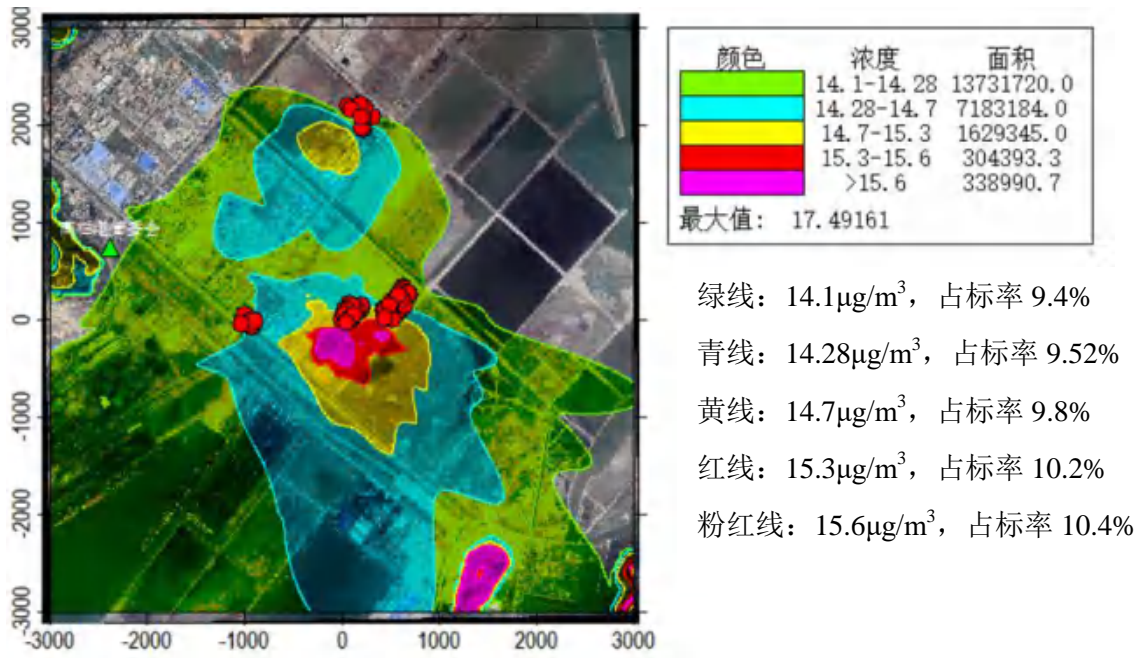 颜色 浓度 面积
14.1-14.28 13731720.0
14.28-14.7 7183184.0
14.7-15.3 1629345.0
15.3-15.6 304393.3
>15.6 338990.7
最大值: 17.49161
绿线：14.1μg/m³，占标率 9.4%
青线：14.28μg/m³，占标率 9.52%
黄线：14.7μg/m³，占标率 9.8%
红线：15.3μg/m³，占标率 10.2%
粉红线：15.6μg/m³，占标率 10.4%
3000
2000
1000
0
-1000
-2000
-3000
-3000 -2000 -1000 0 1000 2000 3000